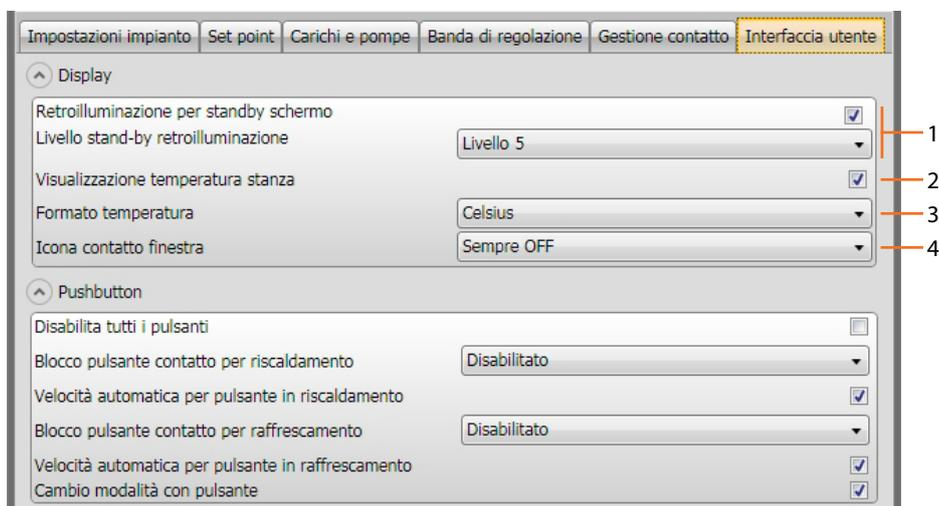 Impostazioni impianto Set point Carichi e pompe Banda di regolazione Gestione contatto Interfaccia utente
Display
Retroilluminazione per standby schermo
1
Livello stand-by retroilluminazione Livello 5
Visualizzazione temperatura stanza 2
Formato temperatura Celsius 3
Icona contatto finestra Sempre OFF 4
Pushbutton
Disabilita tutti i pulsanti
Blocco pulsante contatto per riscaldamento Disabilitato
Velocità automatica per pulsante in riscaldamento
Blocco pulsante contatto per raffrescamento Disabilitato
Velocità automatica per pulsante in raffrescamento
Cambio modalità con pulsante